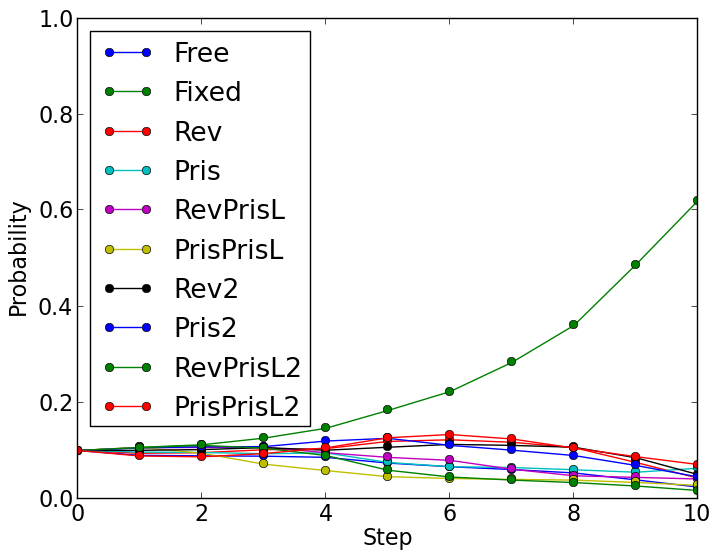 1.0
0.8
0.6
0.4
0.2
0.0
Probability
Free
Fixed
Rev
Pris
RevPrisL
PrisPrisL
Rev2
Pris2
RevPrisL2
PrisPrisL2
0 2 4 6 8 10
Step